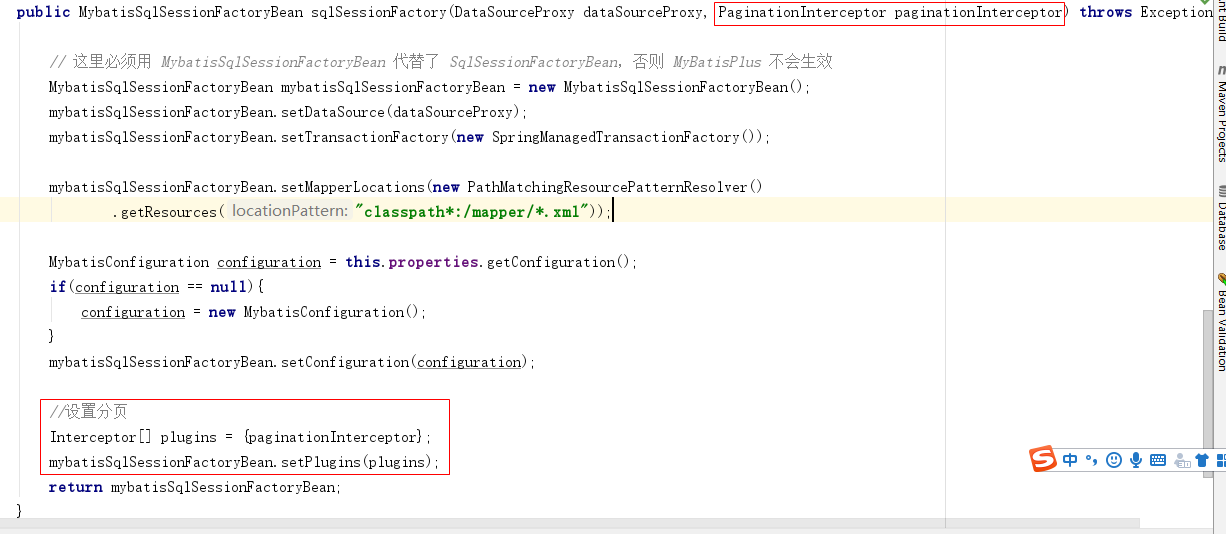 public MybatisSqlSessionFactoryBean sqlSessionFactory(DataSourceProxy dataSourceProxy, PaginationInterceptor paginationInterceptor) throws Exception
// 这里必须用 MybatisSqlSessionFactoryBean 代替了 SqlSessionFactoryBean，否则 MyBatisPlus 不会生效
MybatisSqlSessionFactoryBean mybatisSqlSessionFactoryBean = new MybatisSqlSessionFactoryBean();
mybatisSqlSessionFactoryBean.setDataSource(dataSourceProxy);
mybatisSqlSessionFactoryBean.setTransactionFactory(new SpringManagedTransactionFactory());
mybatisSqlSessionFactoryBean.setMapperLocations(new PathMatchingResourcePatternResolver()
.getResources( locationPattern: "classpath*:/mapper/*.xml"));
MybatisConfiguration configuration = this.properties.getConfiguration();
if(configuration == null){
configuration = new MybatisConfiguration();
}
mybatisSqlSessionFactoryBean.setConfiguration(configuration);
//设置分页
Interceptor[] plugins = {paginationInterceptor};
mybatisSqlSessionFactoryBean.setPlugins(plugins);
return mybatisSqlSessionFactoryBean;
}
Build
Maven Projects
Database
Bean Validation
中